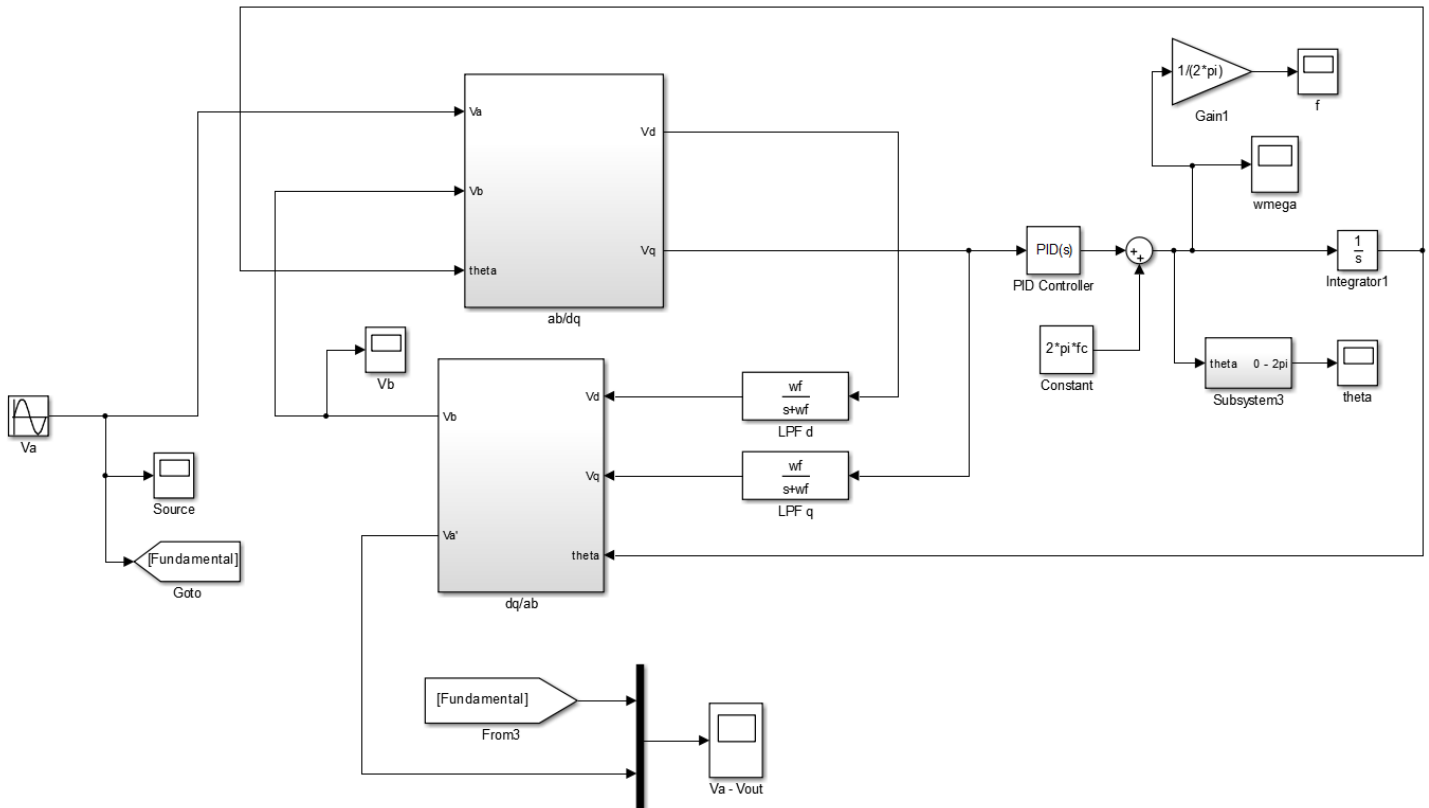 1/(2*pi)
Gain1
f
Va
Vd
Vb
wmega
Vq
PID(s)
+
+
1
s
theta
PID Controller
Integrator1
ab/dq
2*pi*fc
Constant
theta 0 - 2pi
Subsystem3
theta
Vb
Vd
wf
s+wf
LPF d
Va
Vb
Source
Vq
wf
s+wf
LPF q
Va'
theta
[Fundamental]
Goto
dq/ab
[Fundamental]
From3
Va - Vout